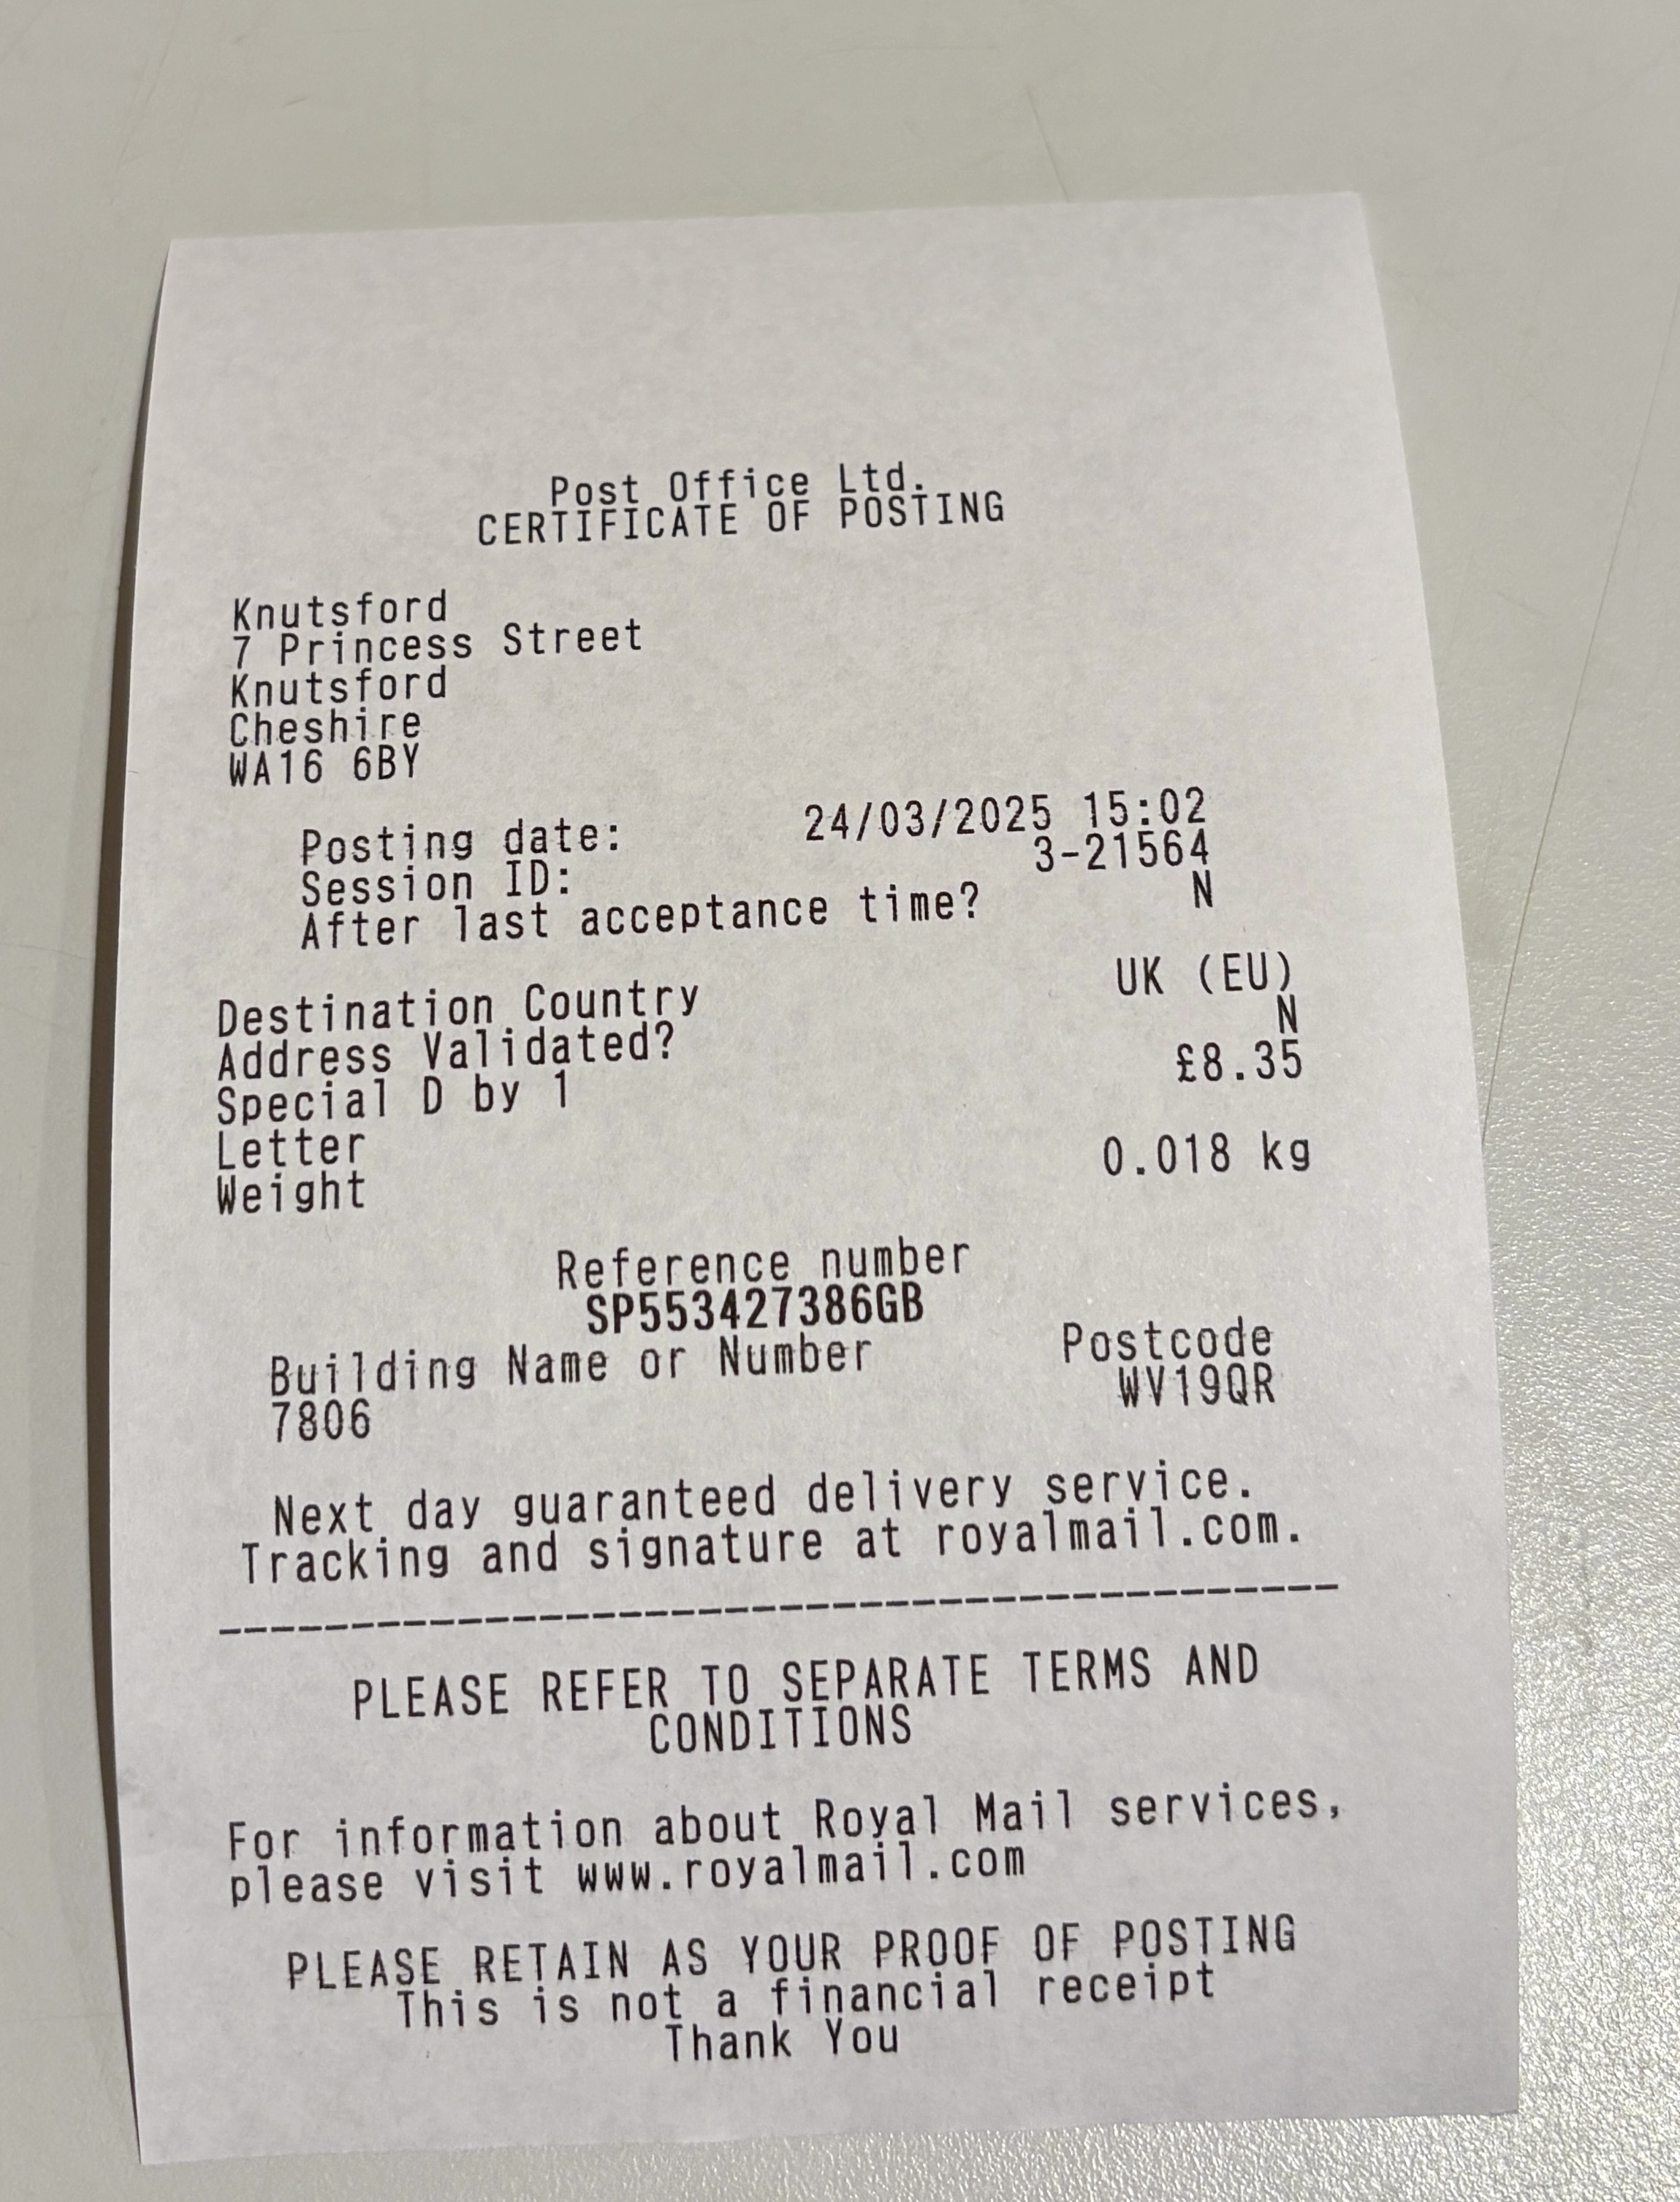 Post Office Ltd.
CERTIFICATE OF POSTING
Knutsford
7 Princess Street
Knutsford
Cheshire
WA16 6BY
Posting date: 24/03/2025 15:02
Session ID: 3-21564
After last acceptance time? N
Destination Country UK (EU)
Address Validated? N
Special D by 1 £8.35
Letter
Weight 0.018 kg
Reference number
SP553427386GB
Building Name or Number Postcode
7806 WV19QR
Next day guaranteed delivery service.
Tracking and signature at royalmail.com.
------------------------------------------
PLEASE REFER TO SEPARATE TERMS AND
CONDITIONS
For information about Royal Mail services,
please visit www.royalmail.com
PLEASE RETAIN AS YOUR PROOF OF POSTING
This is not a financial receipt
Thank You